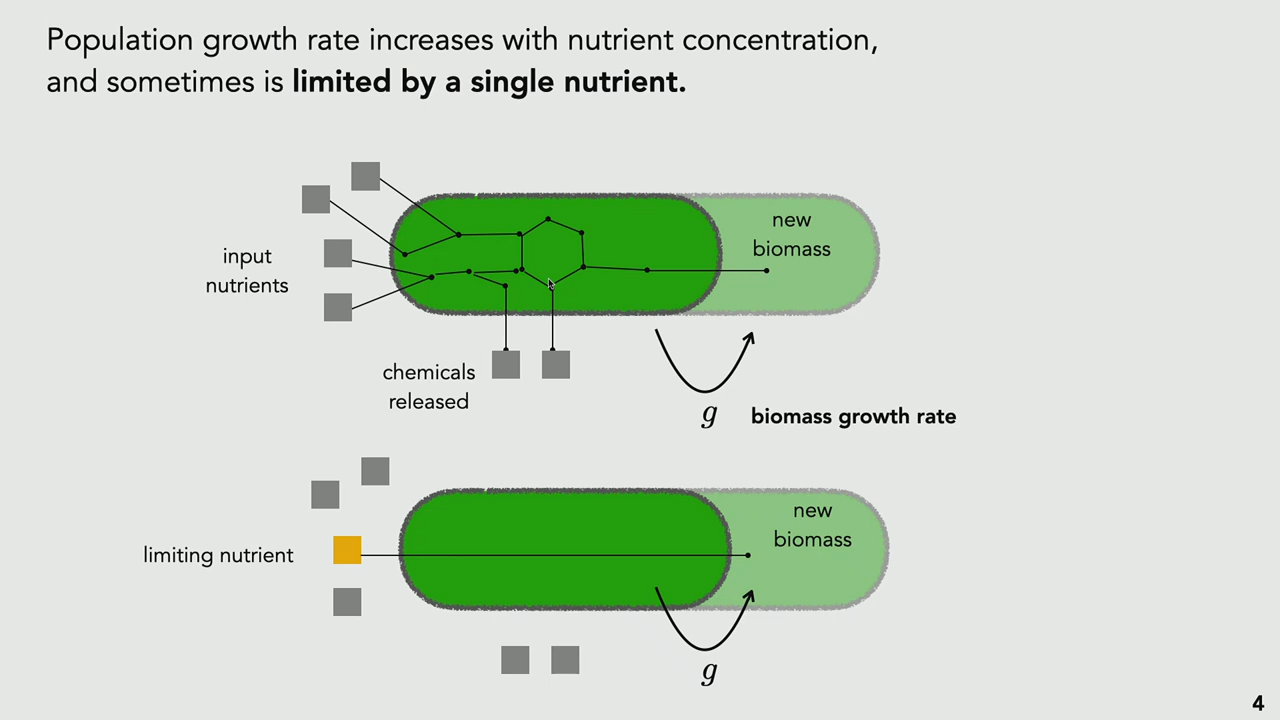 Population growth rate increases with nutrient concentration,
and sometimes is limited by a single nutrient.
input
nutrients
new
biomass
chemicals
released
g
biomass growth rate
limiting nutrient
new
biomass
g
4